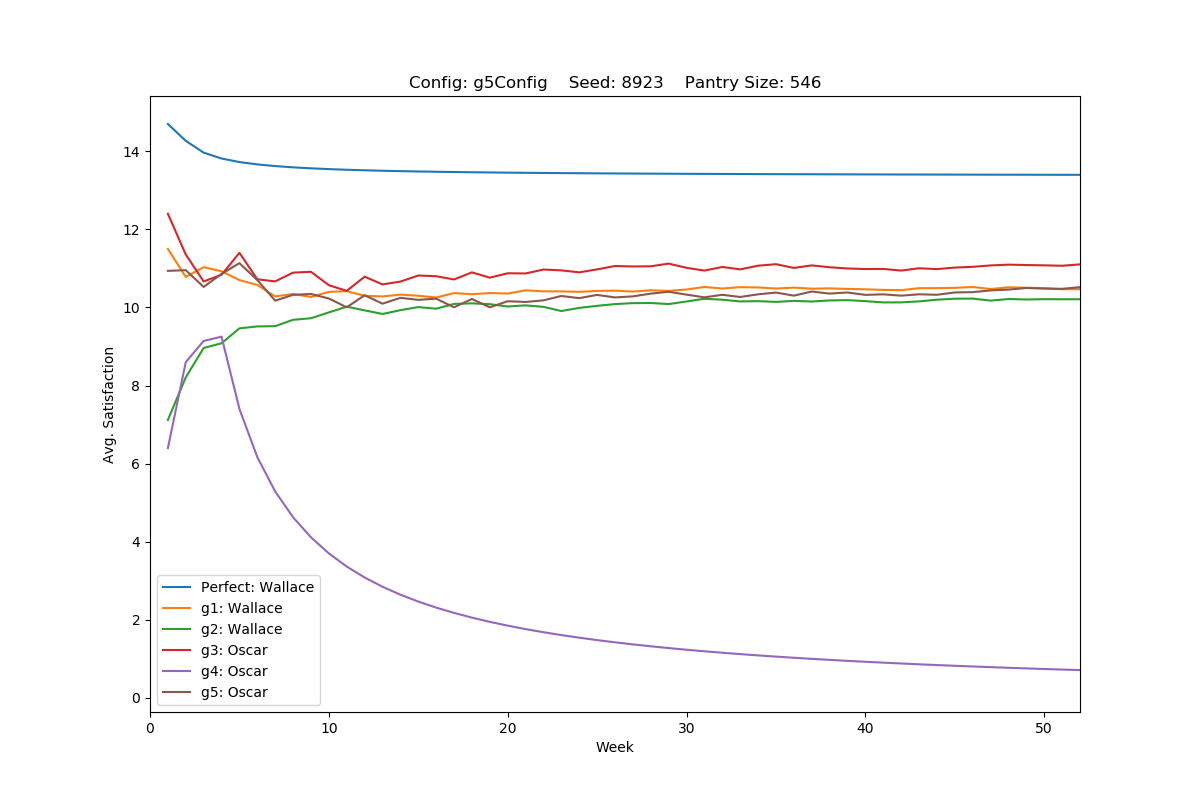 Config: g5Config    Seed: 8923    Pantry Size: 546
14
12
10
8
6
4
2
0
Avg. Satisfaction
Perfect: Wallace
g1: Wallace
g2: Wallace
g3: Oscar
g4: Oscar
g5: Oscar
0 10 20 30 40 50
Week